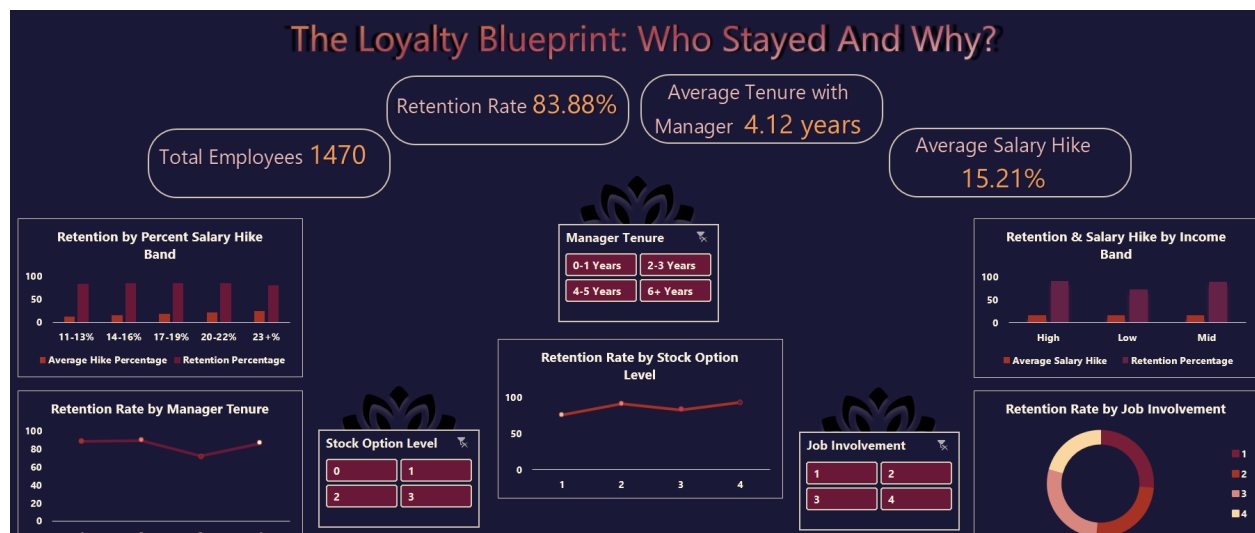 The Loyalty Blueprint: Who Stayed And Why?
Total Employees 1470
Retention Rate 83.88%
Average Tenure with
Manager 4.12 years
Average Salary Hike
15.21%
Retention by Percent Salary Hike
Band
100
50
0
11-13% 14-16% 17-19% 20-22% 23+%
Average Hike Percentage Retention Percentage
Manager Tenure
0-1 Years 2-3 Years
4-5 Years 6+ Years
Retention & Salary Hike by Income
Band
100
50
0
High Low Mid
Average Salary Hike Retention Percentage
Retention Rate by Manager Tenure
100
80
60
40
20
0
Stock Option Level
0 1
2 3
Retention Rate by Stock Option
Level
100
50
0
1 2 3 4
Job Involvement
1 2
3 4
Retention Rate by Job Involvement
1
2
3
4